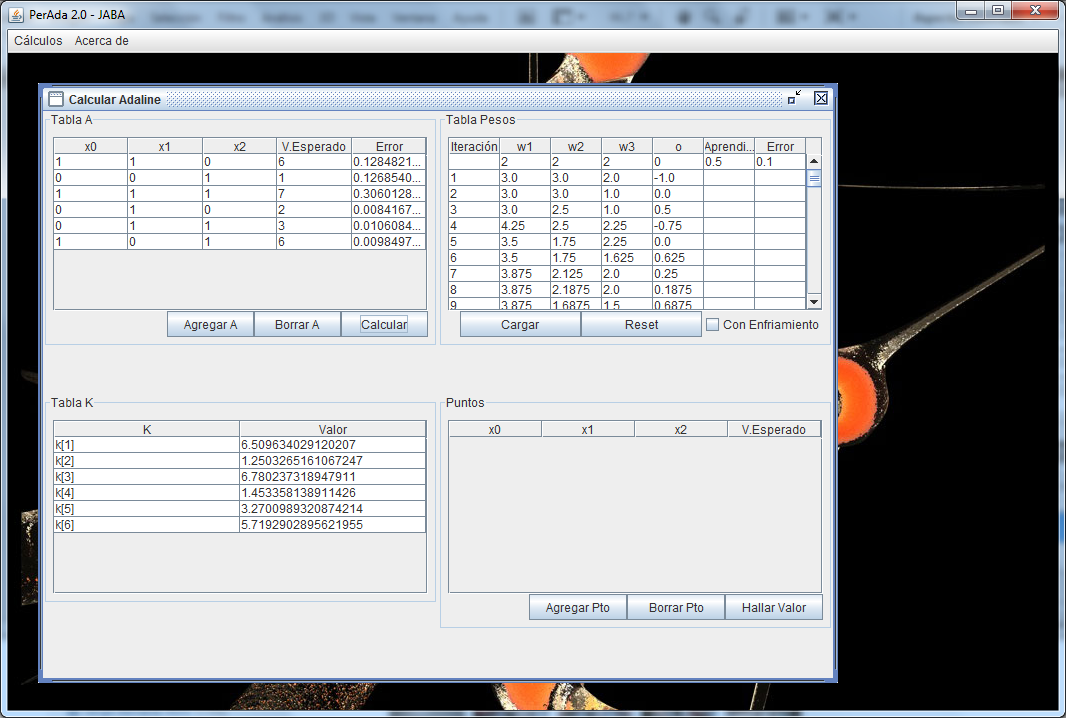 PerAda 2.0 - JABA
Cálculos Acerca de
Calcular Adaline
Tabla A
x0 x1 x2 V.Esperado Error
1 1 0 6 0.1284821...
0 0 1 1 0.1268540...
1 1 1 7 0.3060128...
0 1 0 2 0.0084167...
0 1 1 3 0.0106084...
1 0 1 6 0.0098497...
Agregar A Borrar A Calcular
Tabla Pesos
Iteración w1 w2 w3 o Aprendi... Error
2 2 2 0 0.5 0.1
1 3.0 3.0 2.0 -1.0
2 3.0 3.0 1.0 0.0
3 3.0 2.5 1.0 0.5
4 4.25 2.5 2.25 -0.75
5 3.5 1.75 2.25 0.0
6 3.5 1.75 1.625 0.625
7 3.875 2.125 2.0 0.25
8 3.875 2.1875 2.0 0.1875
9 3.875 1.6875 1.5 0.6875
Cargar Reset Con Enfriamiento
Tabla K
K Valor
k[1] 6.509634029120207
k[2] 1.2503265161067247
k[3] 6.780237318947911
k[4] 1.453358138911426
k[5] 3.2700989320874214
k[6] 5.7192902895621955
Puntos
x0 x1 x2 V.Esperado
Agregar Pto Borrar Pto Hallar Valor